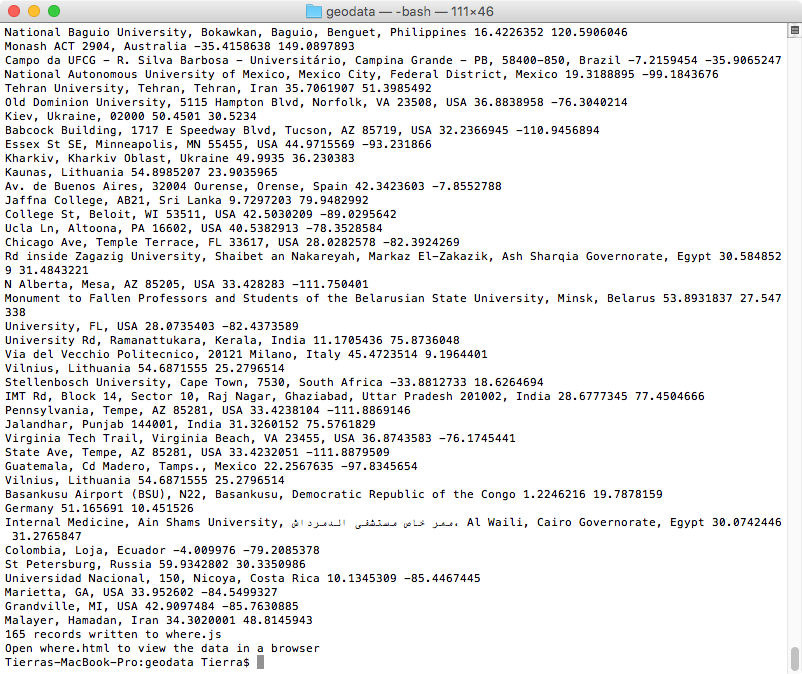 geodata — -bash — 111×46
National Baguio University, Bokawkan, Baguio, Benguet, Philippines 16.4226352 120.5906046
Monash ACT 2904, Australia -35.4158638 149.0897893
Campo da UFCG - R. Silva Barbosa - Universitário, Campina Grande - PB, 58400-850, Brazil -7.2159454 -35.9065247
National Autonomous University of Mexico, Mexico City, Federal District, Mexico 19.3188895 -99.1843676
Tehran University, Tehran, Tehran, Iran 35.7061907 51.3985492
Old Dominion University, 5115 Hampton Blvd, Norfolk, VA 23508, USA 36.8838958 -76.3040214
Kiev, Ukraine, 02000 50.4501 30.5234
Babcock Building, 1717 E Speedway Blvd, Tucson, AZ 85719, USA 32.2366945 -110.9456894
Essex St SE, Minneapolis, MN 55455, USA 44.9715569 -93.231866
Kharkiv, Kharkiv Oblast, Ukraine 49.9935 36.230383
Kaunas, Lithuania 54.8985207 23.9035965
Av. de Buenos Aires, 32004 Ourense, Orense, Spain 42.3423603 -7.8552788
Jaffna College, AB21, Sri Lanka 9.7297203 79.9482992
College St, Beloit, WI 53511, USA 42.5030209 -89.0295642
Ucla Ln, Altoona, PA 16602, USA 40.5382913 -78.3528584
Chicago Ave, Temple Terrace, FL 33617, USA 28.0282578 -82.3924269
Rd inside Zagazig University, Shaibet an Nakareyah, Markaz El-Zakazik, Ash Sharqia Governorate, Egypt 30.584852
9 31.4843221
N Alberta, Mesa, AZ 85205, USA 33.428283 -111.750401
Monument to Fallen Professors and Students of the Belarusian State University, Minsk, Belarus 53.8931837 27.547
338
University, FL, USA 28.0735403 -82.4373589
University Rd, Ramanattukara, Kerala, India 11.1705436 75.8736048
Via del Vecchio Politecnico, 20121 Milano, Italy 45.4723514 9.1964401
Vilnius, Lithuania 54.6871555 25.2796514
Stellenbosch University, Cape Town, 7530, South Africa -33.8812733 18.6264694
IMT Rd, Block 14, Sector 10, Raj Nagar, Ghaziabad, Uttar Pradesh 201002, India 28.6777345 77.4504666
Pennsylvania, Tempe, AZ 85281, USA 33.4238104 -111.8869146
Jalandhar, Punjab 144001, India 31.3260152 75.5761829
Virginia Tech Trail, Virginia Beach, VA 23455, USA 36.8743583 -76.1745441
State Ave, Tempe, AZ 85281, USA 33.4232051 -111.8879509
Guatemala, Cd Madero, Tamps., Mexico 22.2567635 -97.8345654
Vilnius, Lithuania 54.6871555 25.2796514
Basankusu Airport (BSU), N22, Basankusu, Democratic Republic of the Congo 1.2246216 19.7878159
Germany 51.165691 10.451526
Internal Medicine, Ain Shams University, ممر خاص مستشفى الدمرداش، Al Waili, Cairo Governorate, Egypt 30.0742446
31.2765847
Colombia, Loja, Ecuador -4.009976 -79.2085378
St Petersburg, Russia 59.9342802 30.3350986
Universidad Nacional, 150, Nicoya, Costa Rica 10.1345309 -85.4467445
Marietta, GA, USA 33.952602 -84.5499327
Grandville, MI, USA 42.9097484 -85.7630885
Malayer, Hamadan, Iran 34.3020001 48.8145943
165 records written to where.js
Open where.html to view the data in a browser
Tierras-MacBook-Pro:geodata Tierra$